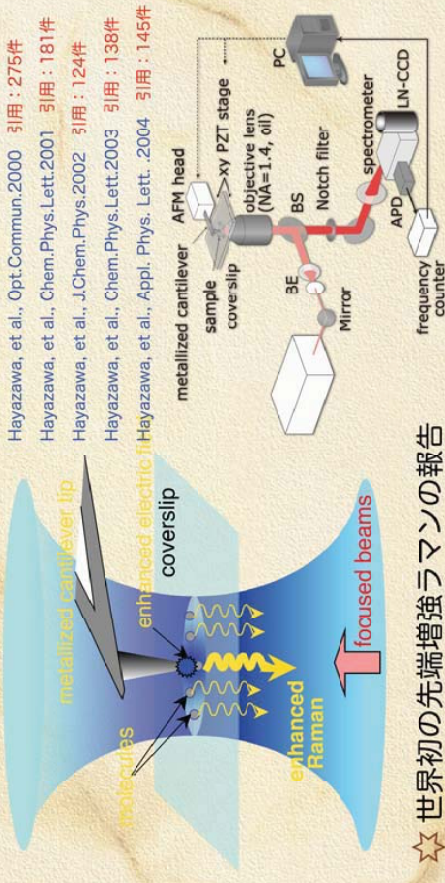 Hayazawa, et al., Opt.Commun.2000 引用：275件
Hayazawa, et al., Chem.Phys.Lett.2001 引用：181件
Hayazawa, et al., J.Chem.Phys.2002 引用：124件
Hayazawa, et al., Chem.Phys.Lett.2003 引用：138件
Hayazawa, et al., Appl. Phys. Lett. .2004 引用：145件
metallized cantilever tip
enhanced electric
coverslip
molecules
enhanced
Raman
focused beams
metallized cantilever
AFM head
sample
coverslip
xy PZT stage
objective lens
(NA=1.4, oil)
BE
BS
Mirror
Notch filter
PC
spectrometer
APD
LN-CCD
frequency
counter
世界初の先端増強ラマンの報告